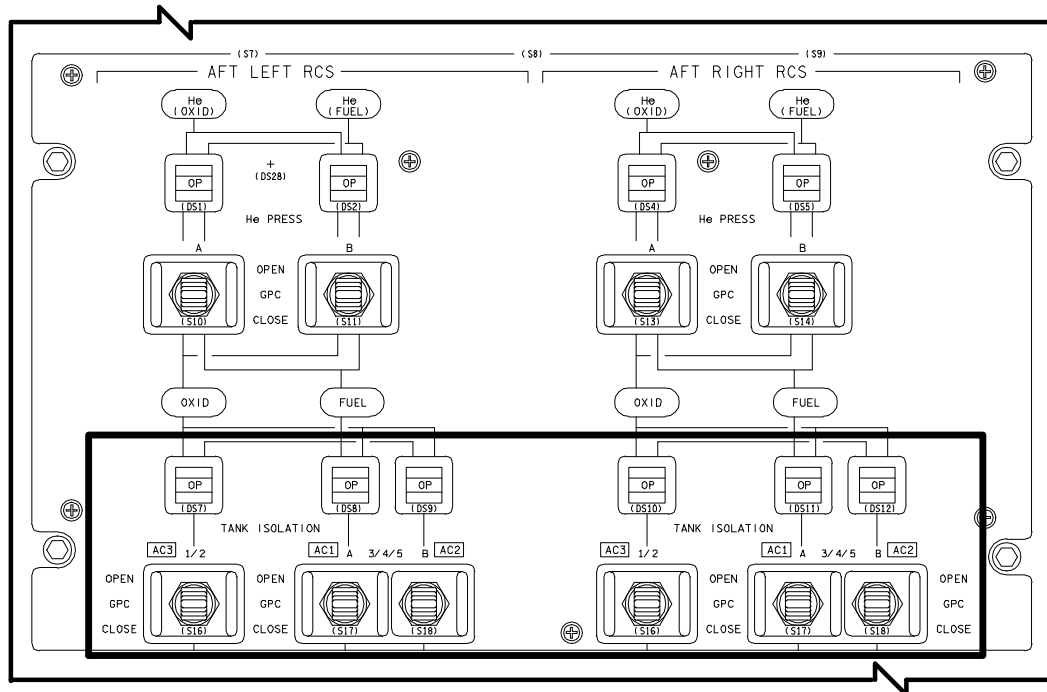 (S7) (S8) (S9)
AFT LEFT RCS AFT RIGHT RCS
He He He He
(OXID) (FUEL) (OXID) (FUEL)
+
OP (DS28) OP OP OP
(DS1) (DS2) (DS4) (DS5)
He PRESS He PRESS
A B A B
OPEN OPEN
GPC GPC
(S10) CLOSE (S11) (S13) CLOSE (S14)
OXID FUEL OXID FUEL
OP OP OP OP OP OP
(DS7) (DS8) (DS9) (DS10) (DS11) (DS12)
TANK ISOLATION TANK ISOLATION
AC3 1/2 AC1 A 3/4/5 B AC2 AC3 1/2 AC1 A 3/4/5 B AC2
OPEN OPEN OPEN OPEN
GPC GPC GPC GPC
CLOSE (S16) CLOSE (S17) (S18) (S16) CLOSE (S17) (S18) CLOSE